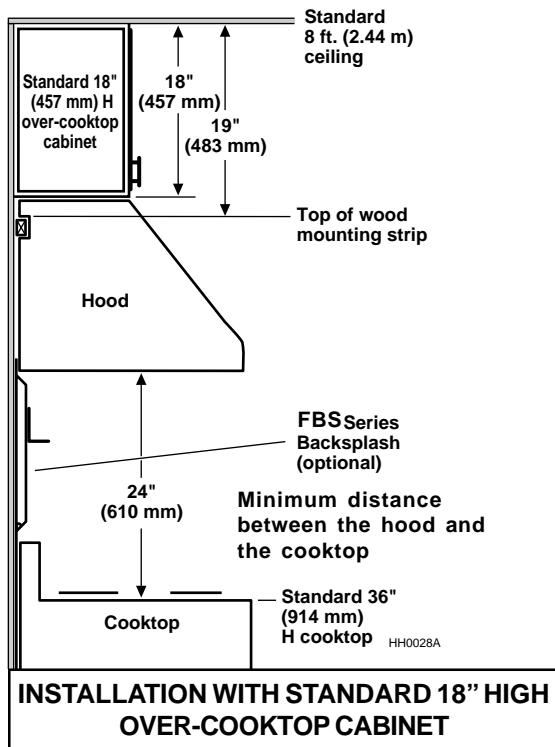 Standard
8 ft. (2.44 m)
ceiling
Standard 18"
(457 mm) H
over-cooktop
cabinet
18"
(457 mm)
19"
(483 mm)
Top of wood
mounting strip
Hood
FBS Series
Backsplash
(optional)
24"
(610 mm)
Minimum distance
between the hood and
the cooktop
Cooktop
Standard 36"
(914 mm)
H cooktop
HH0028A
INSTALLATION WITH STANDARD 18” HIGH
OVER-COOKTOP CABINET